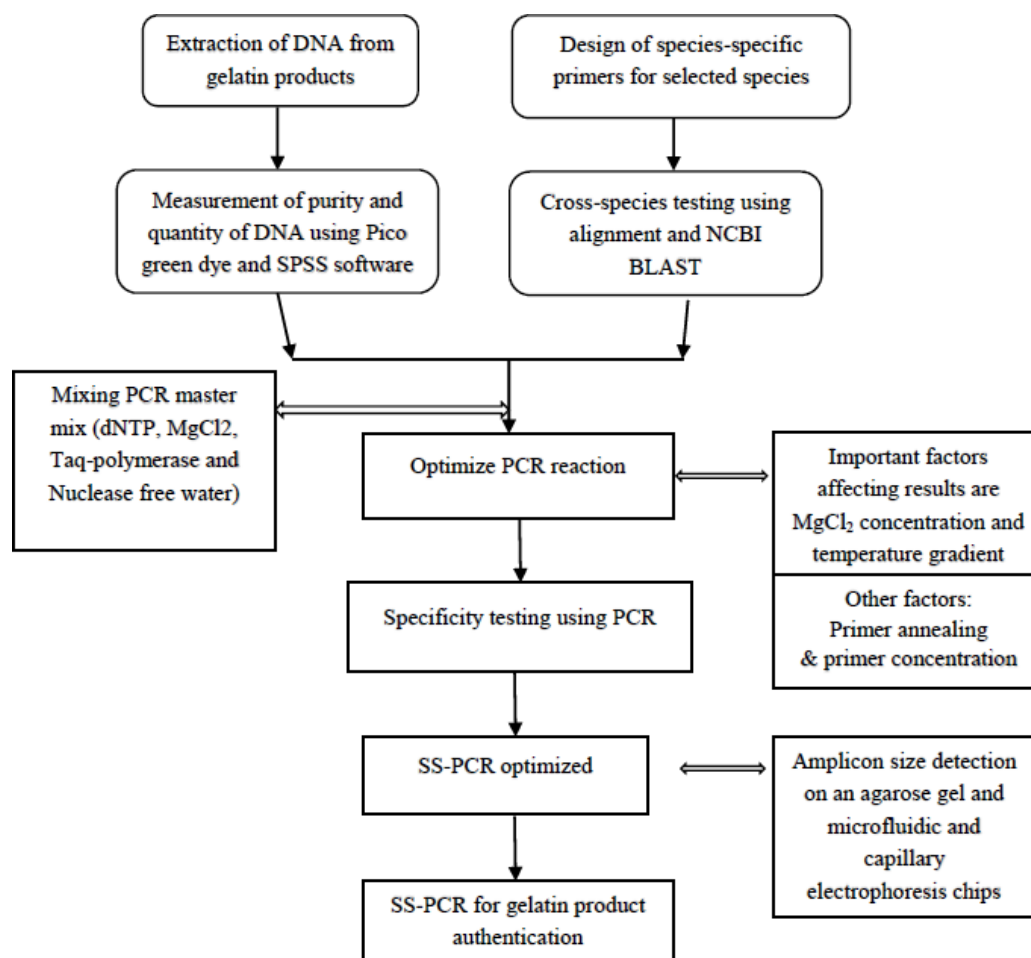 Extraction of DNA from
gelatin products
Design of species-specific
primers for selected species
Measurement of purity and
quantity of DNA using Pico
green dye and SPSS software
Cross-species testing using
alignment and NCBI
BLAST
Mixing PCR master
mix (dNTP, MgCl2,
Taq-polymerase and
Nuclease free water)
Optimize PCR reaction
Important factors
affecting results are
MgCl₂ concentration and
temperature gradient
Other factors:
Primer annealing
& primer concentration
Specificity testing using PCR
SS-PCR optimized
Amplicon size detection
on an agarose gel and
microfluidic and
capillary
electrophoresis chips
SS-PCR for gelatin product
authentication